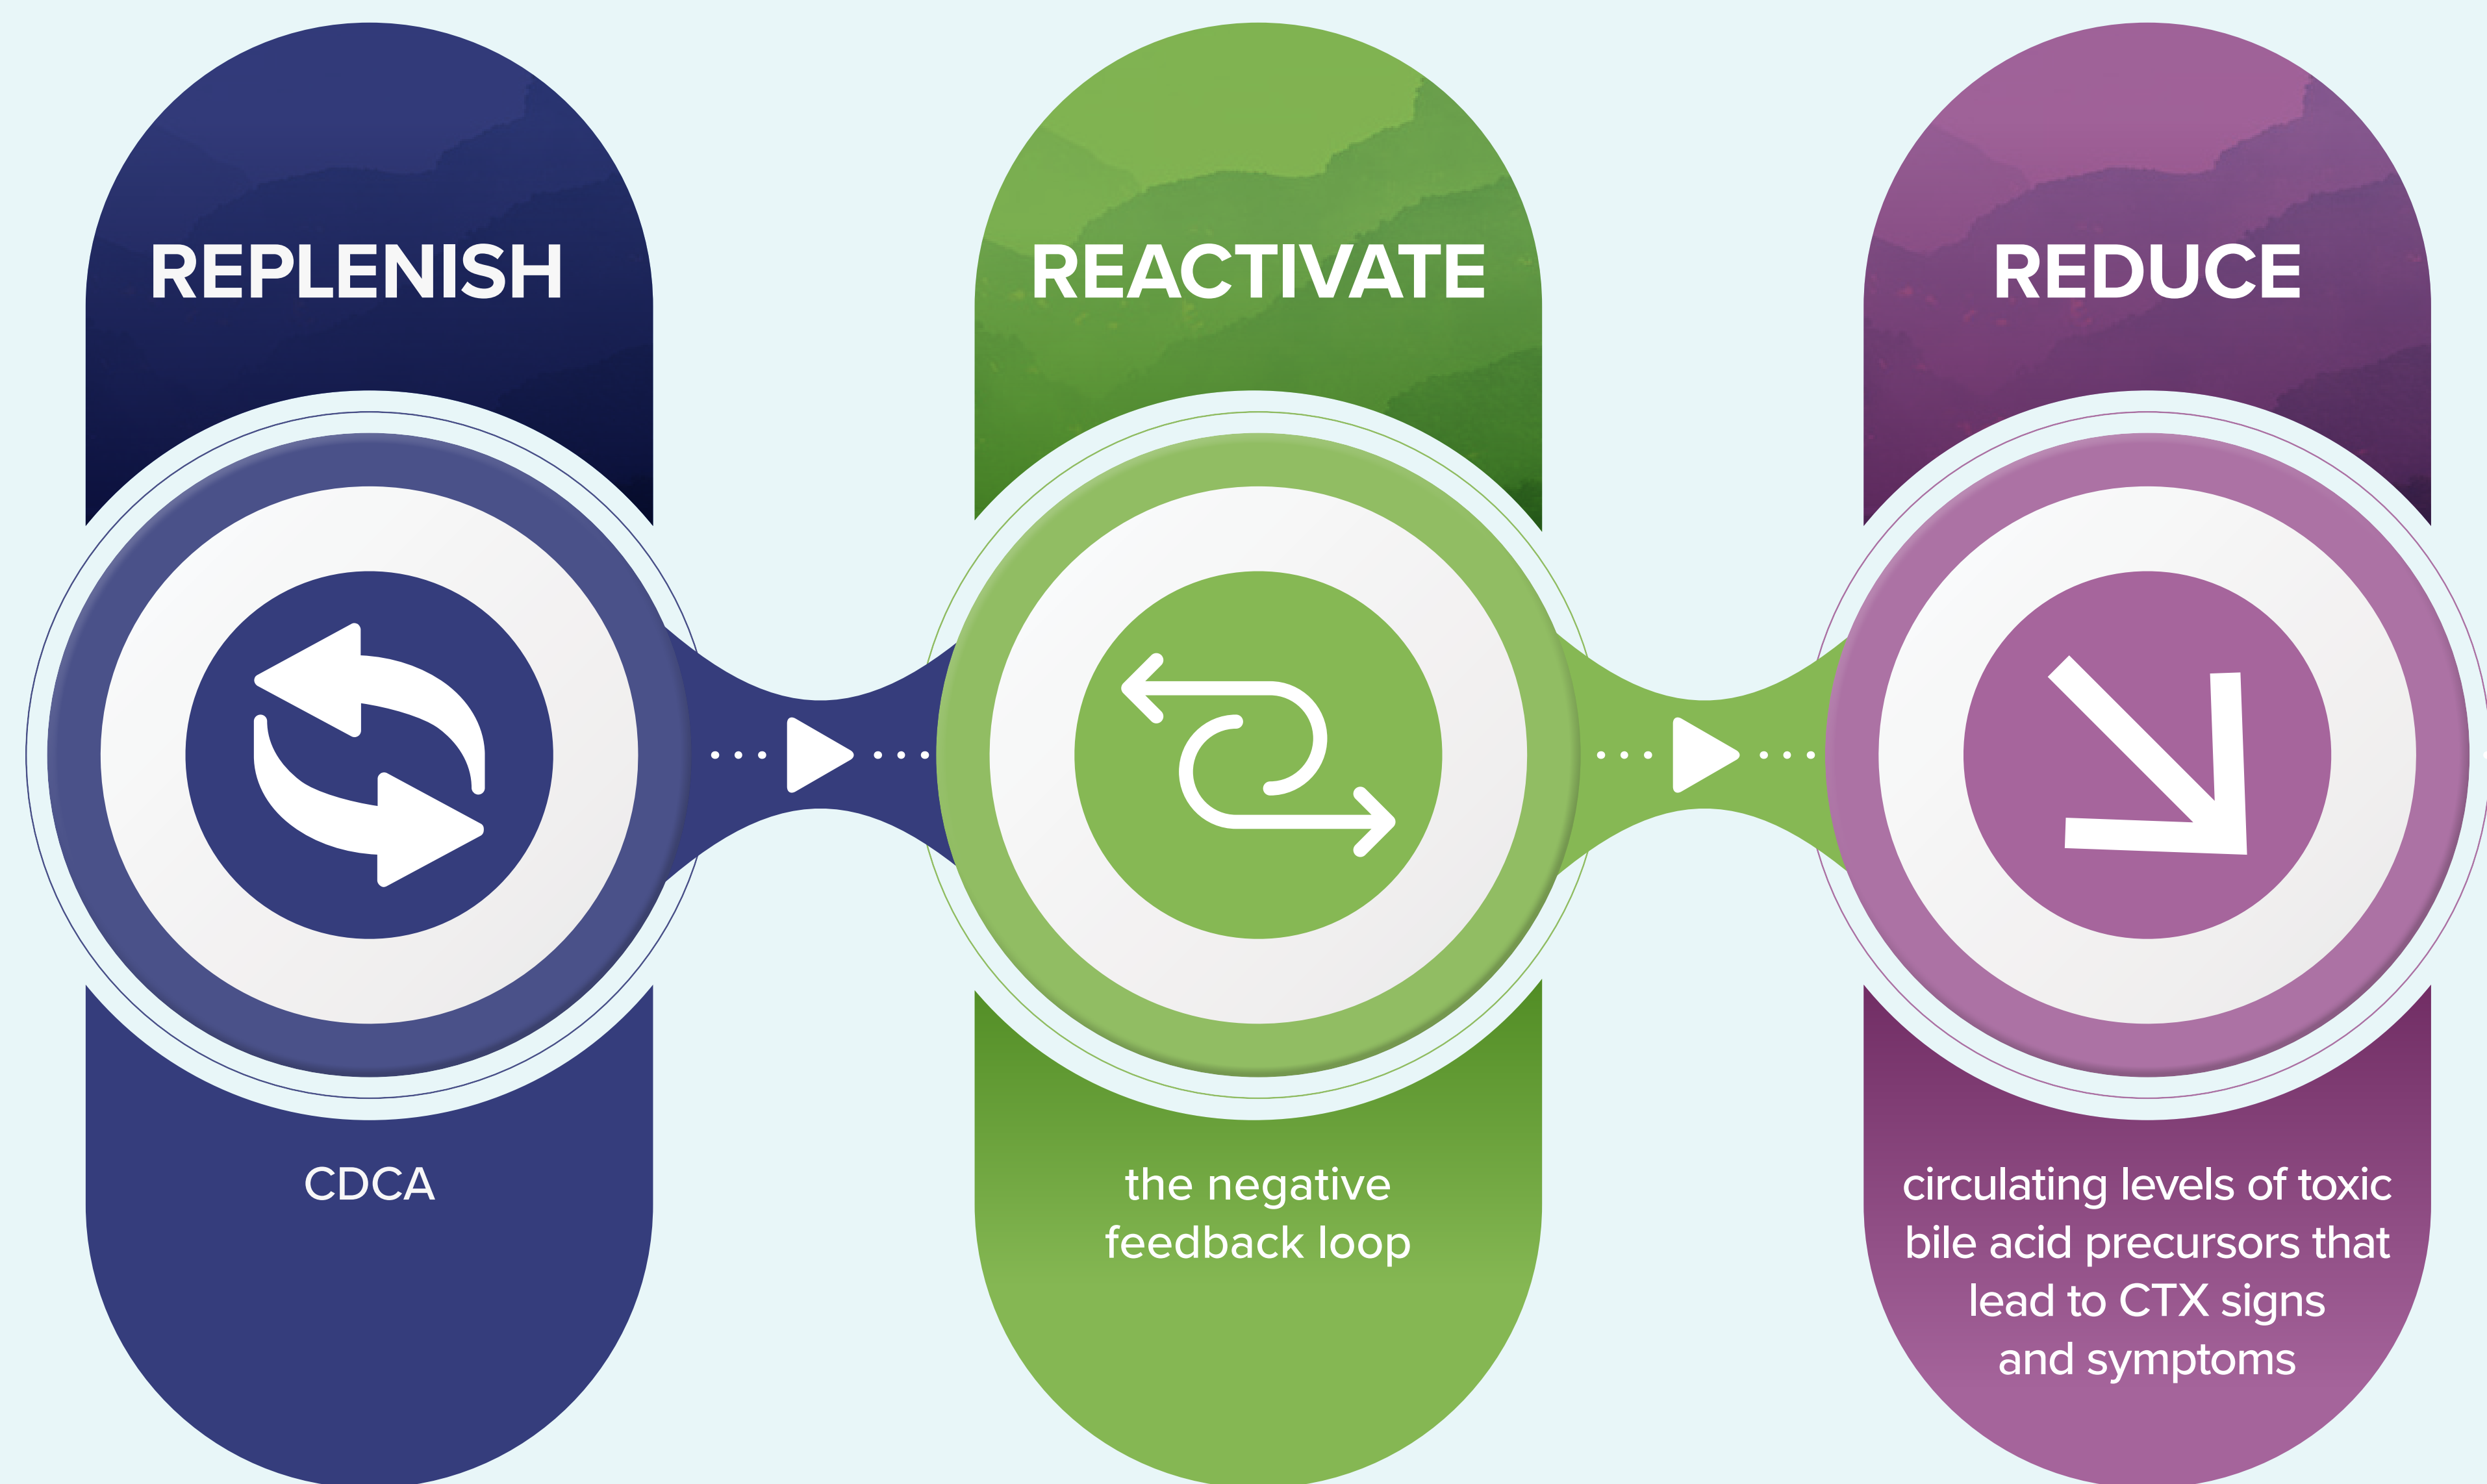 REPLENISH
CDCA
REACTIVATE
the negative
feedback loop
REDUCE
circulating levels of toxic
bile acid precursors that
lead to CTX signs
and symptoms